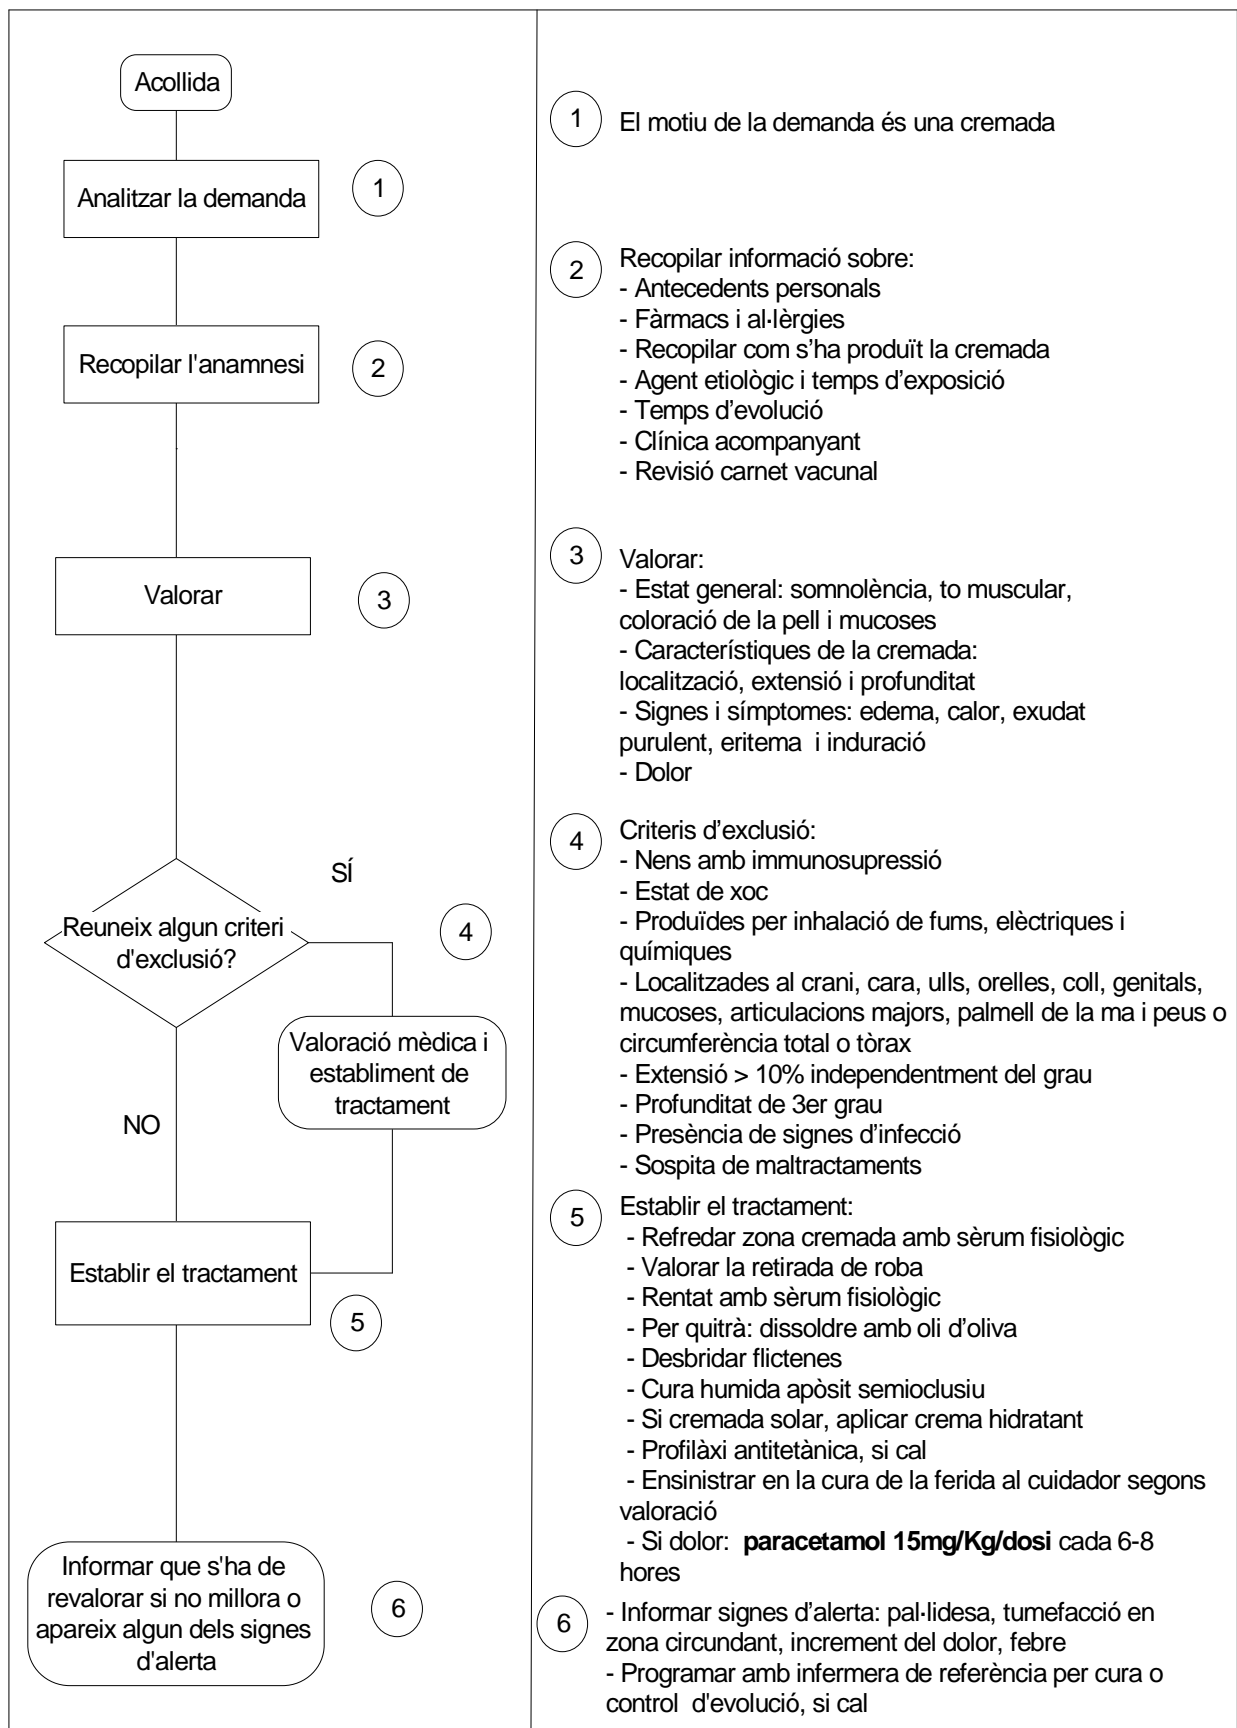 Acollida
Analitzar la demanda
1
Recopilar l'anamnesi
2
Valorar
3
Reuneix algun criteri
d'exclusió?
4
SÍ
NO
Valoració mèdica i
establiment de
tractament
Establir el tractament
5
Informar que s'ha de
revalorar si no millora o
apareix algun dels signes
d'alerta
6
1
El motiu de la demanda és una cremada
2
Recopilar informació sobre:
- Antecedents personals
- Fàrmacs i al·lèrgies
- Recopilar com s’ha produït la cremada
- Agent etiològic i temps d’exposició
- Temps d’evolució
- Clínica acompanyant
- Revisió carnet vacunal
3
Valorar:
- Estat general: somnolència, to muscular,
coloració de la pell i mucoses
- Característiques de la cremada:
localització, extensió i profunditat
- Signes i símptomes: edema, calor, exudat
purulent, eritema i induració
- Dolor
4
Criteris d’exclusió:
- Nens amb immunosupressió
- Estat de xoc
- Produïdes per inhalació de fums, elèctriques i
químiques
- Localitzades al crani, cara, ulls, orelles, coll, genitals,
mucoses, articulacions majors, palmell de la ma i peus o
circumferència total o tòrax
- Extensió > 10% independentment del grau
- Profunditat de 3er grau
- Presència de signes d’infecció
- Sospita de maltractaments
5
Establir el tractament:
- Refredar zona cremada amb sèrum fisiològic
- Valorar la retirada de roba
- Rentat amb sèrum fisiològic
- Per quitrà: dissoldre amb oli d’oliva
- Desbridar flictenes
- Cura humida apòsit semioclusiu
- Si cremada solar, aplicar crema hidratant
- Profilàxi antitetànica, si cal
- Ensinistrar en la cura de la ferida al cuidador segons
valoració
- Si dolor: paracetamol 15mg/Kg/dosi cada 6-8
hores
6
- Informar signes d’alerta: pal·lidesa, tumefacció en
zona circundant, increment del dolor, febre
- Programar amb infermera de referència per cura o
control d'evolució, si cal